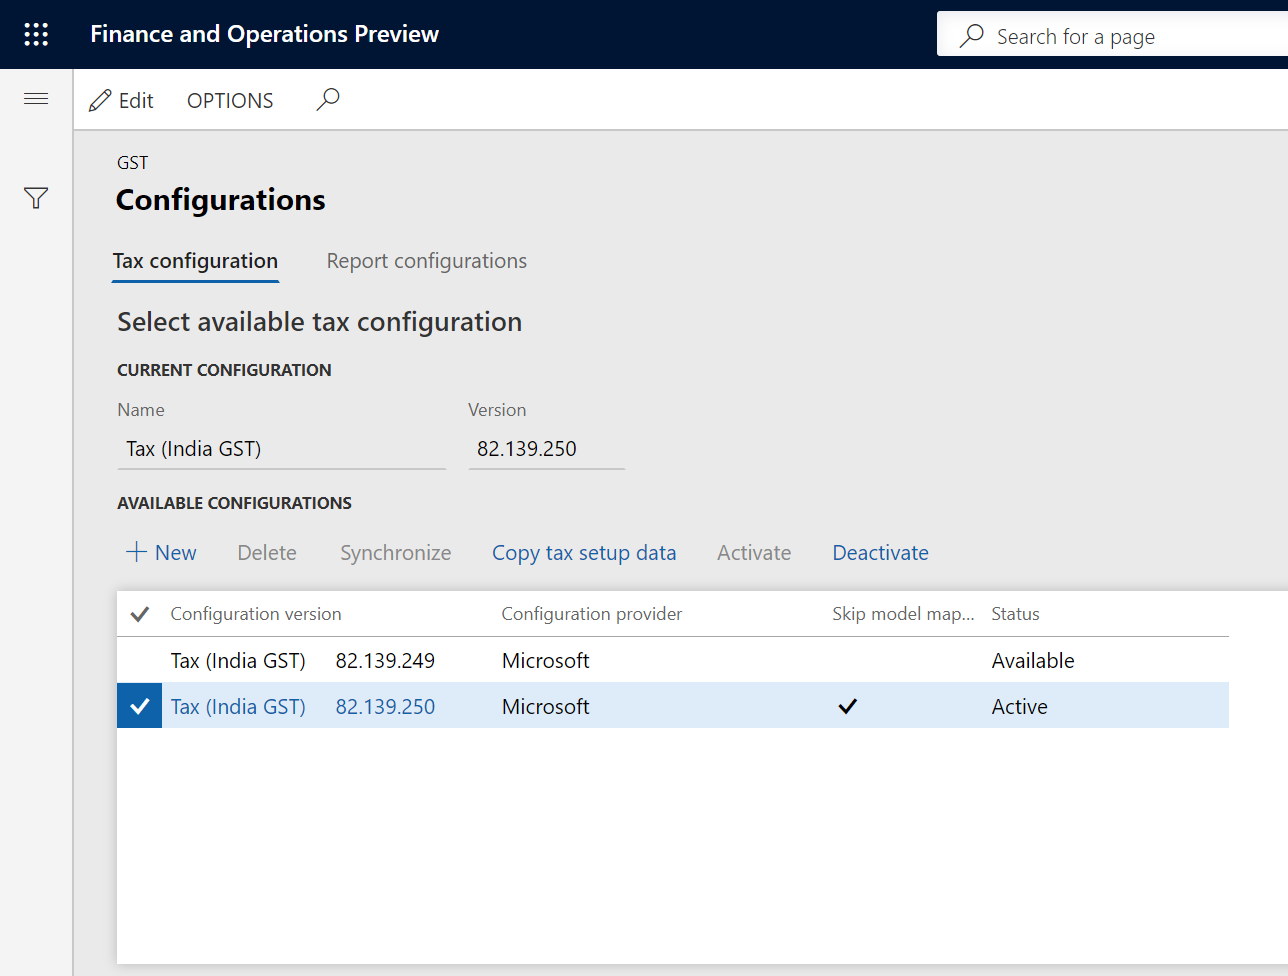 Finance and Operations Preview
Search for a page
Edit OPTIONS
GST
Configurations
Tax configuration Report configurations
Select available tax configuration
CURRENT CONFIGURATION
Name Version
Tax (India GST) 82.139.250
AVAILABLE CONFIGURATIONS
New Delete Synchronize Copy tax setup data Activate Deactivate
Configuration version Configuration provider Skip model map... Status
Tax (India GST) 82.139.249 Microsoft Available
Tax (India GST) 82.139.250 Microsoft Active